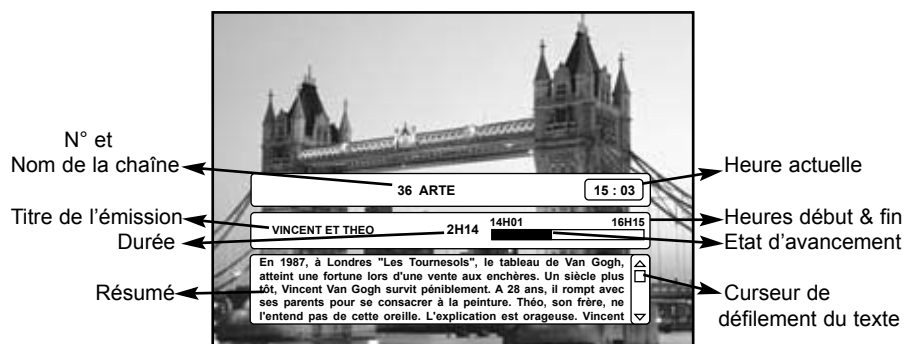 N° et
Nom de la chaîne
36 ARTE
15 : 03
Heure actuelle
Titre de l'émission
VINCENT ET THEO
Durée
2H14
14H01
16H15
Heures début & fin
Etat d'avancement
Résumé
En 1987, à Londres "Les Tournesols", le tableau de Van Gogh,
atteint une fortune lors d'une vente aux enchères. Un siècle plus
tôt, Vincent Van Gogh survit péniblement. A 28 ans, il rompt avec
ses parents pour se consacrer à la peinture. Théo, son frère, ne
l'entend pas de cette oreille. L'explication est orageuse. Vincent
Curseur de
défilement du texte